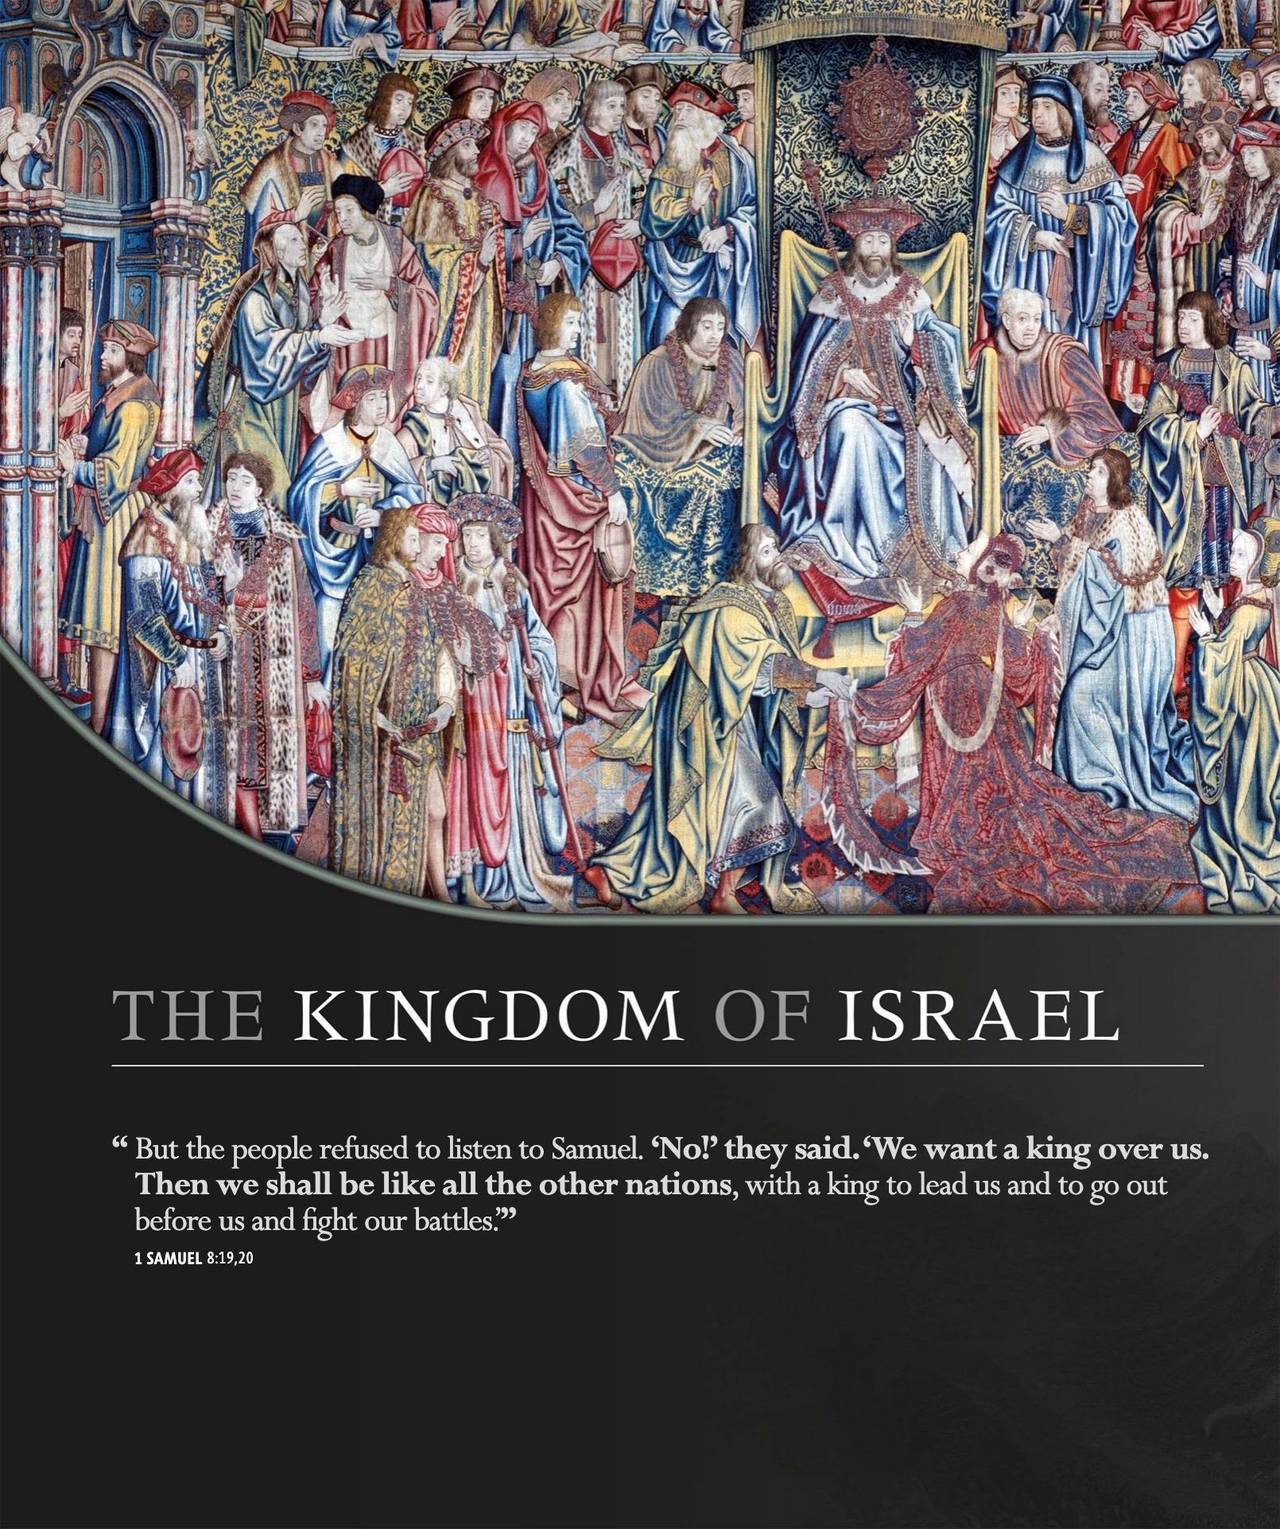 THE KINGDOM OF ISRAEL
“ But the people refused to listen to Samuel. ‘No!’ they said. ‘We want a king over us.
Then we shall be like all the other nations, with a king to lead us and to go out
before us and fight our battles.’”
1 SAMUEL 8:19,20